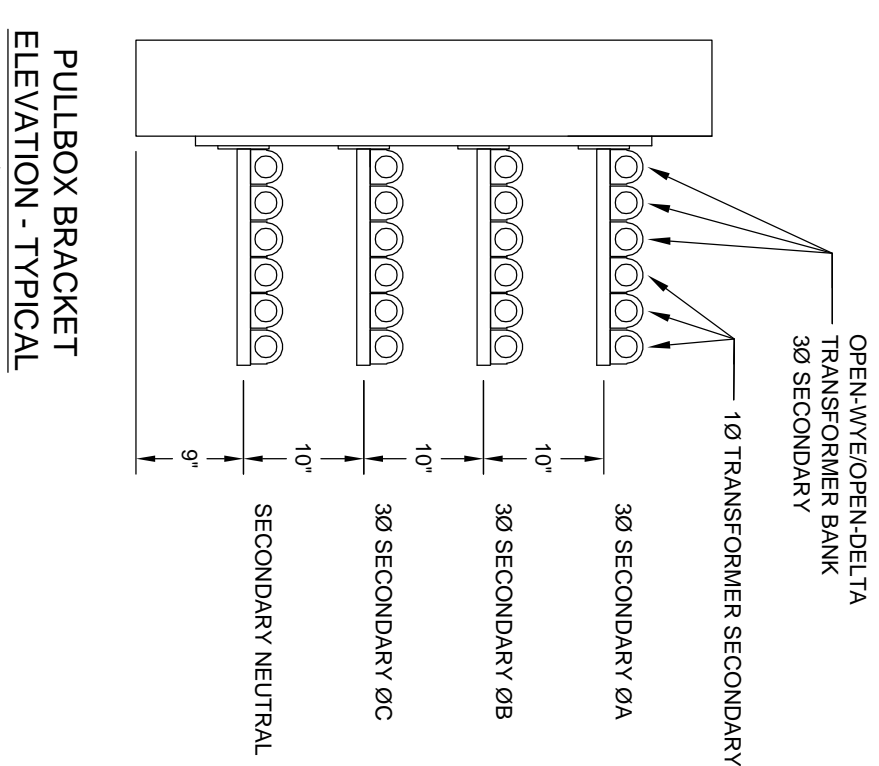 OPEN-WYE/OPEN-DELTA
TRANSFORMER BANK
3Ø SECONDARY
1Ø TRANSFORMER SECONDARY
3Ø SECONDARY ØA
10"
3Ø SECONDARY ØB
10"
3Ø SECONDARY ØC
10"
SECONDARY NEUTRAL
9"
PULLBOX BRACKET
ELEVATION - TYPICAL